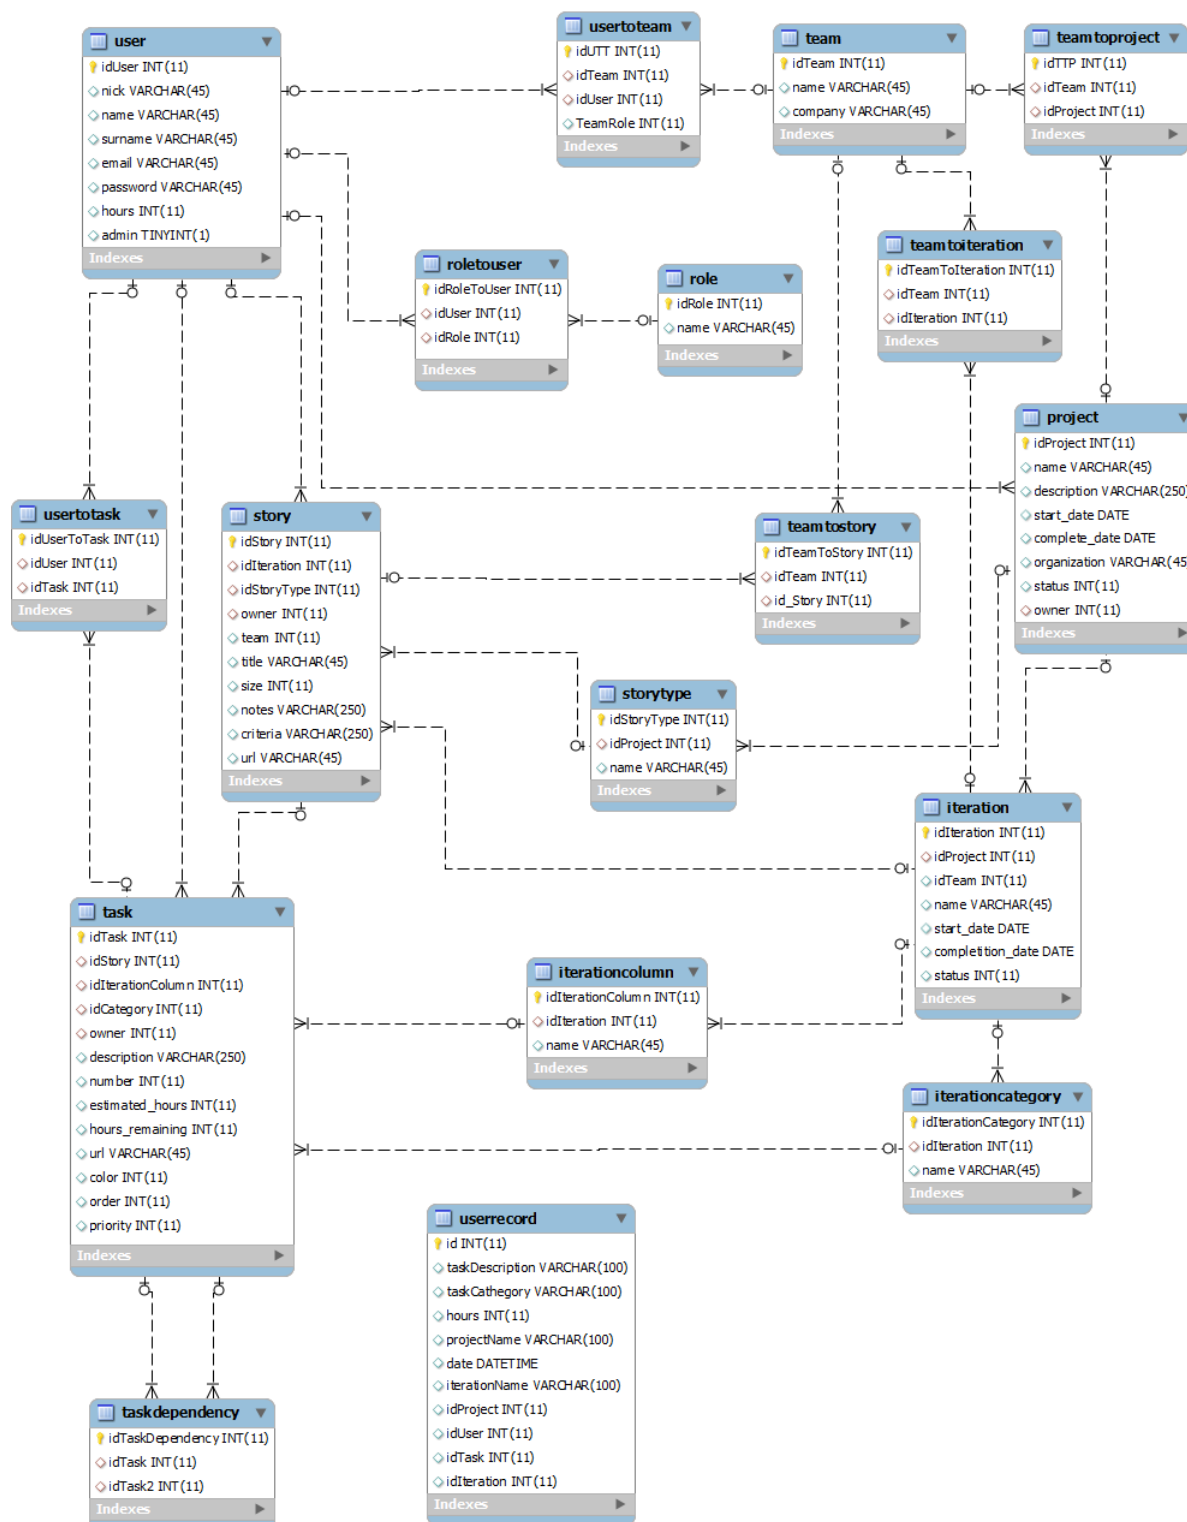 user
idUser INT(11)
nick VARCHAR(45)
name VARCHAR(45)
surname VARCHAR(45)
email VARCHAR(45)
password VARCHAR(45)
hours INT(11)
admin TINYINT(1)
Indexes
usertoteam
idUTT INT(11)
idTeam INT(11)
idUser INT(11)
TeamRole INT(11)
Indexes
team
idTeam INT(11)
name VARCHAR(45)
company VARCHAR(45)
Indexes
teamtoproject
idTTP INT(11)
idTeam INT(11)
idProject INT(11)
Indexes
roletouser
idRoleToUser INT(11)
idUser INT(11)
idRole INT(11)
Indexes
role
idRole INT(11)
name VARCHAR(45)
Indexes
teamtoiteration
idTeamToIteration INT(11)
idTeam INT(11)
idIteration INT(11)
Indexes
project
idProject INT(11)
name VARCHAR(45)
description VARCHAR(250)
start_date DATE
complete_date DATE
organization VARCHAR(45)
status INT(11)
owner INT(11)
Indexes
usertotask
idUserToTask INT(11)
idUser INT(11)
idTask INT(11)
Indexes
story
idStory INT(11)
idIteration INT(11)
idStoryType INT(11)
owner INT(11)
team INT(11)
title VARCHAR(45)
size INT(11)
notes VARCHAR(250)
criteria VARCHAR(250)
url VARCHAR(45)
Indexes
teamtostory
idTeamToStory INT(11)
idTeam INT(11)
id_Story INT(11)
Indexes
storytype
idStoryType INT(11)
idProject INT(11)
name VARCHAR(45)
Indexes
iteration
idIteration INT(11)
idProject INT(11)
idTeam INT(11)
name VARCHAR(45)
start_date DATE
completition_date DATE
status INT(11)
Indexes
task
idTask INT(11)
idStory INT(11)
idIterationColumn INT(11)
idCategory INT(11)
owner INT(11)
description VARCHAR(250)
number INT(11)
estimated_hours INT(11)
hours_remaining INT(11)
url VARCHAR(45)
color INT(11)
order INT(11)
priority INT(11)
Indexes
iterationcolumn
idIterationColumn INT(11)
idIteration INT(11)
name VARCHAR(45)
Indexes
iterationcategory
idIterationCategory INT(11)
idIteration INT(11)
name VARCHAR(45)
Indexes
userrecord
id INT(11)
taskDescription VARCHAR(100)
taskCathegory VARCHAR(100)
hours INT(11)
projectName VARCHAR(100)
date DATETIME
iterationName VARCHAR(100)
idProject INT(11)
idUser INT(11)
idTask INT(11)
idIteration INT(11)
Indexes
taskdependency
idTaskDependency INT(11)
idTask INT(11)
idTask2 INT(11)
Indexes